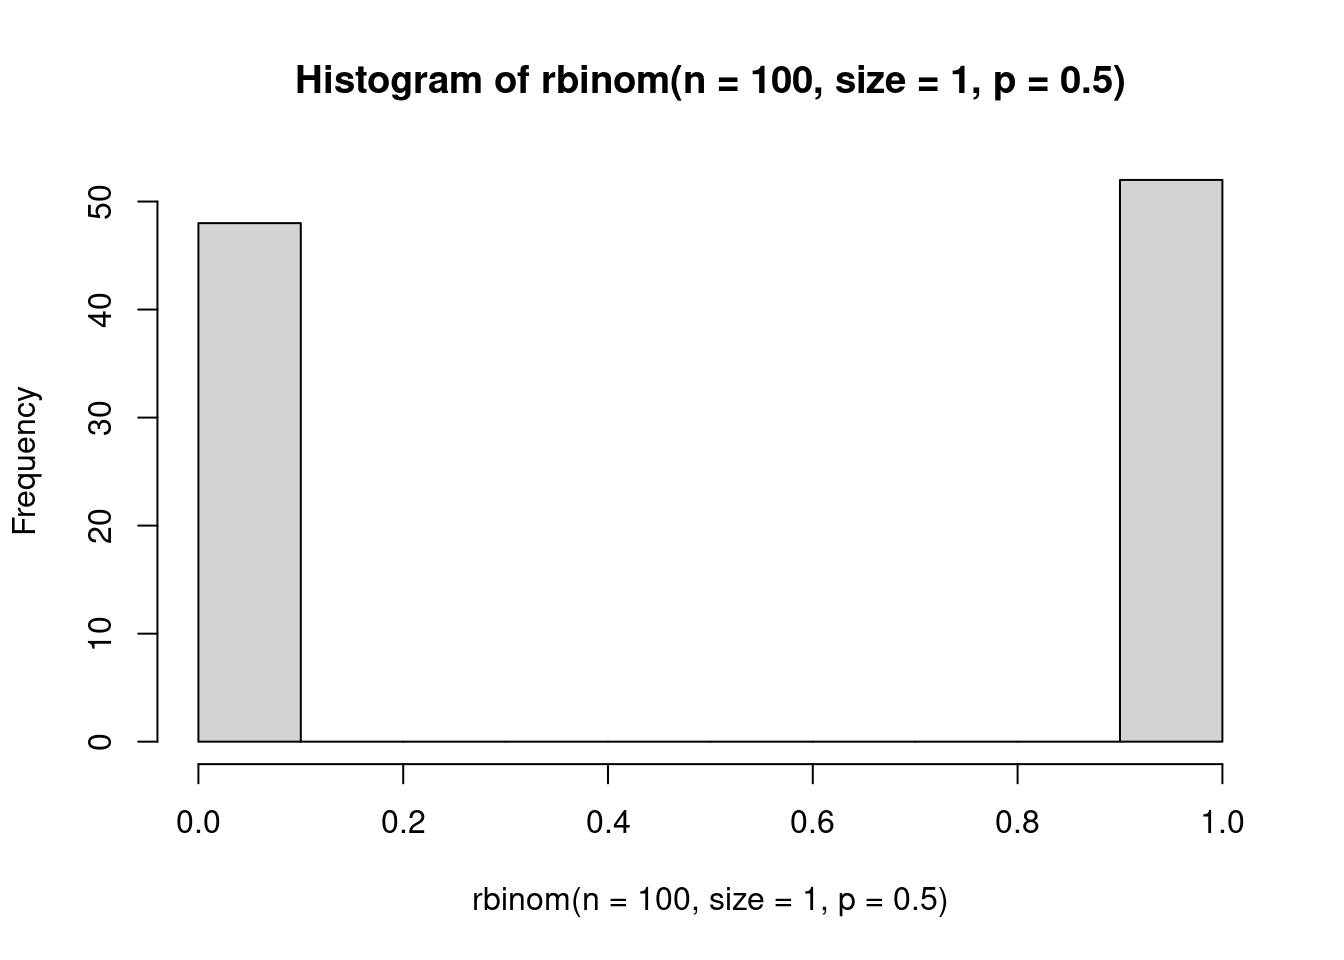 Histogram of rbinom(n = 100, size = 1, p = 0.5)
Frequency
50
40
30
20
10
0
0.0 0.2 0.4 0.6 0.8 1.0
rbinom(n = 100, size = 1, p = 0.5)